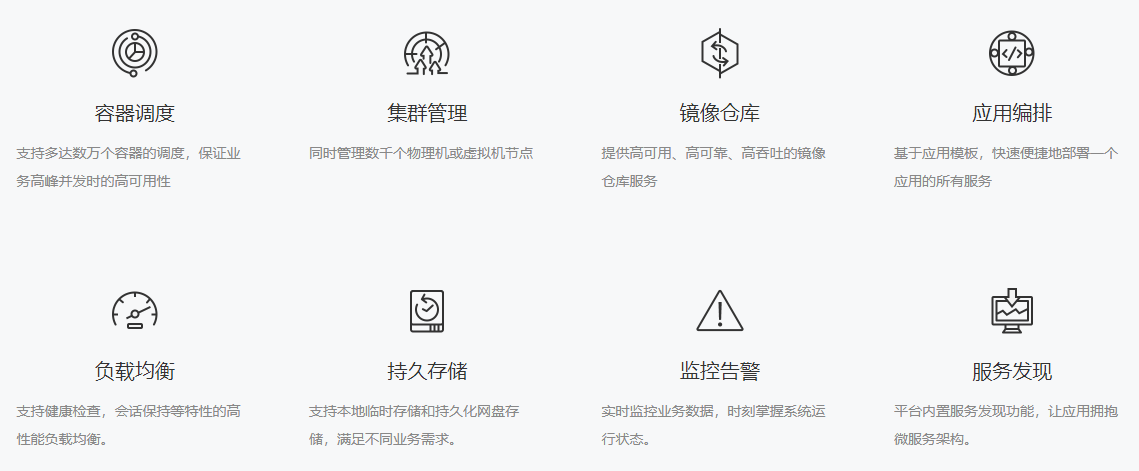 容器调度
支持多达数万个容器的调度，保证业
务高峰并发时的高可用性
集群管理
同时管理数千个物理机或虚拟机节点
镜像仓库
提供高可用、高可靠、高吞吐的镜像
仓库服务
应用编排
基于应用模板，快速便捷地部署一个
应用的所有服务
负载均衡
支持健康检查，会话保持等特性的高
性能负载均衡。
持久存储
支持本地临时存储和持久化网盘存
储，满足不同业务需求。
监控告警
实时监控业务数据，时刻掌握系统运
行状态。
服务发现
平台内置服务发现功能，让应用拥抱
微服务架构。